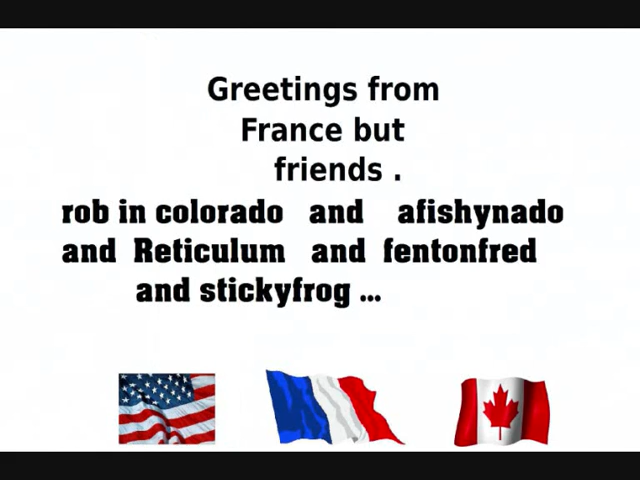 Greetings from
France but
friends .
rob in colorado and afishynado
and Reticulum and fentonfred
and stickyfrog ...